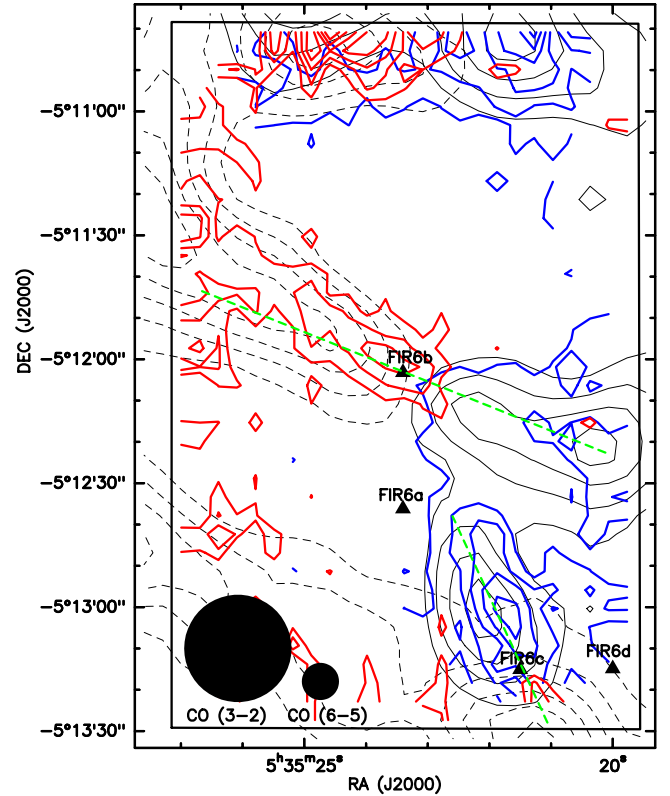 −5°11'00"
−5°11'30"
−5°12'00"
−5°12'30"
−5°13'00"
−5°13'30"
DEC (J2000)
FIR6b
FIR6a
FIR6c
FIR6d
CO (3−2)
CO (6−5)
5ʰ35ᵐ25ˢ
20ˢ
RA (J2000)